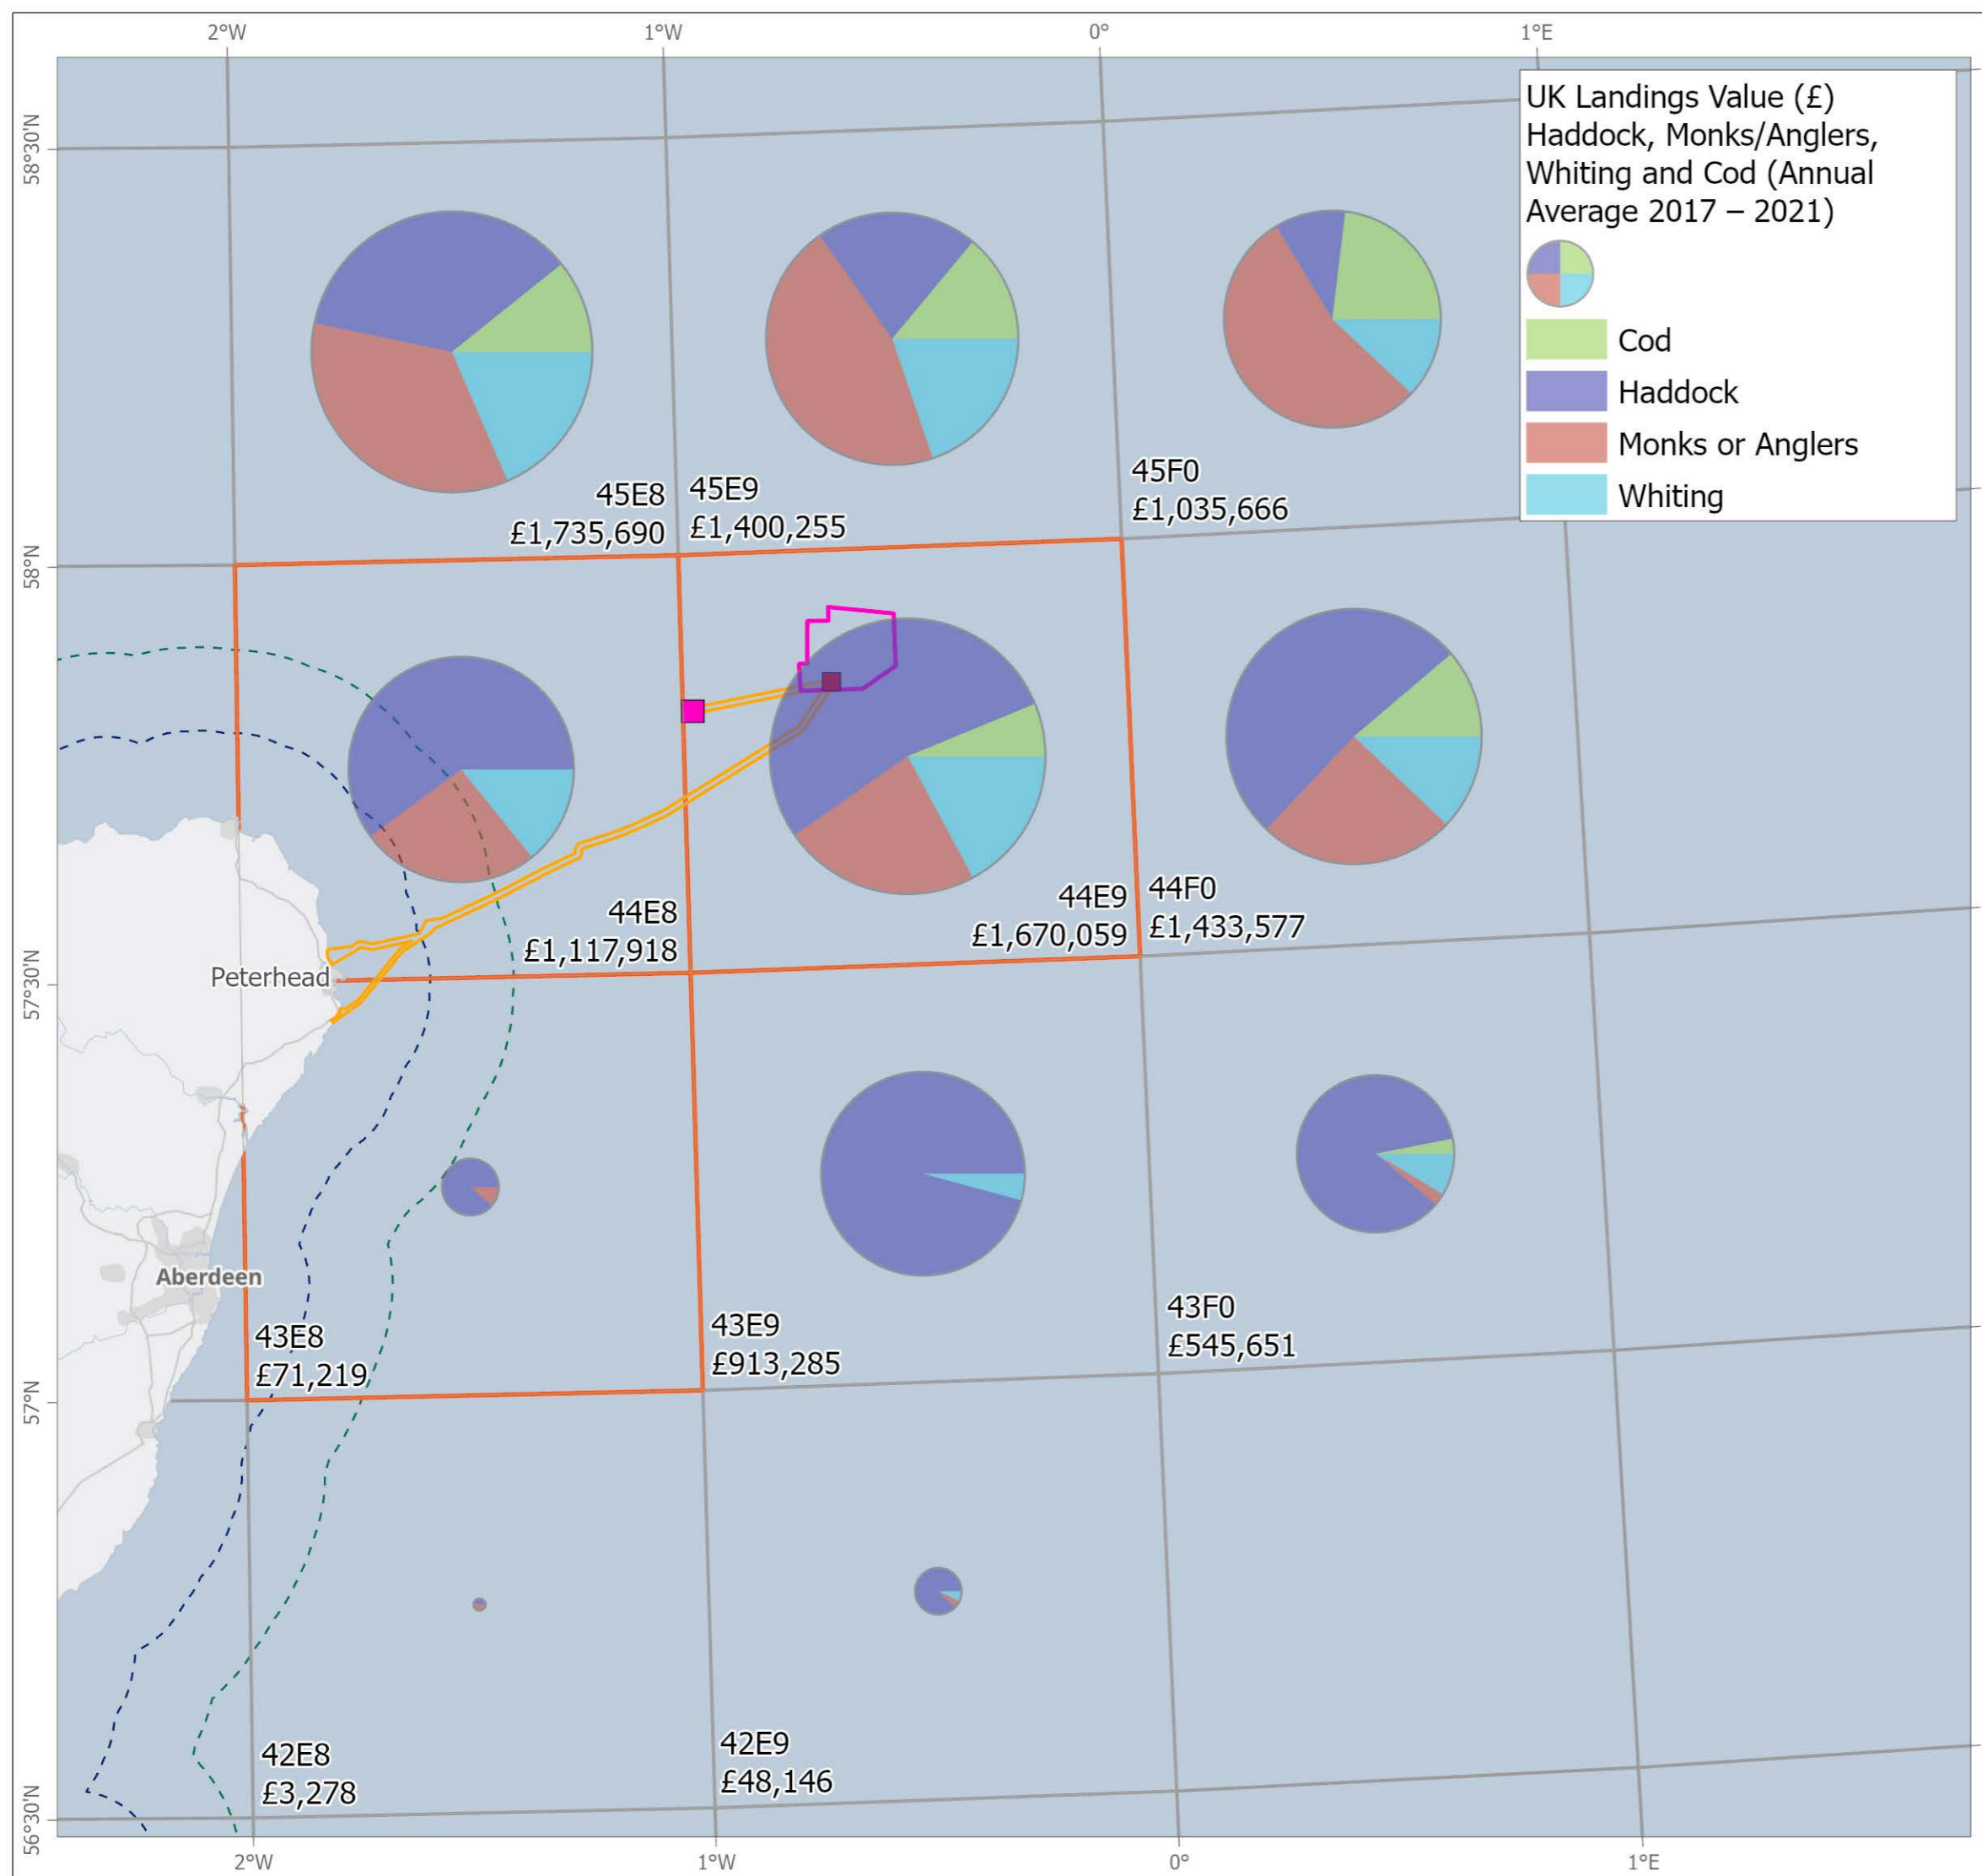 2°W
1°W
0°
1°E
58°30'N
58°N
57°30'N
57°N
56°30'N
UK Landings Value (£)
Haddock, Monks/Anglers,
Whiting and Cod (Annual
Average 2017 – 2021)
Cod
Haddock
Monks or Anglers
Whiting
45E8
£1,735,690
45E9
£1,400,255
45F0
£1,035,666
44E8
£1,117,918
44E9
£1,670,059
44F0
£1,433,577
Peterhead
Aberdeen
43E8
£71,219
43E9
£913,285
43F0
£545,651
42E8
£3,278
42E9
£48,146
2°W
1°W
0°
1°E